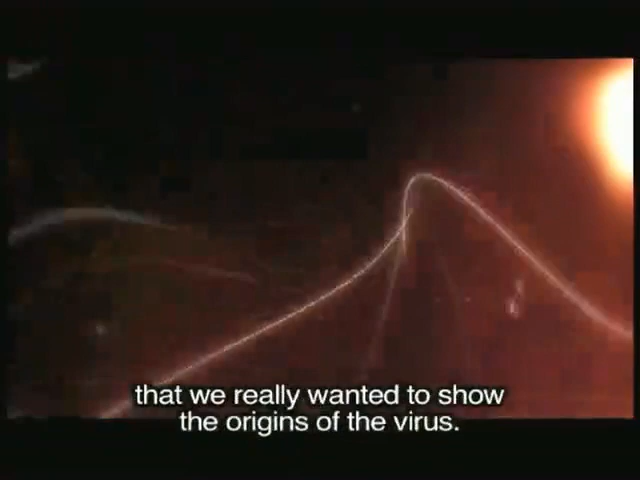 that we really wanted to show
the origins of the virus.